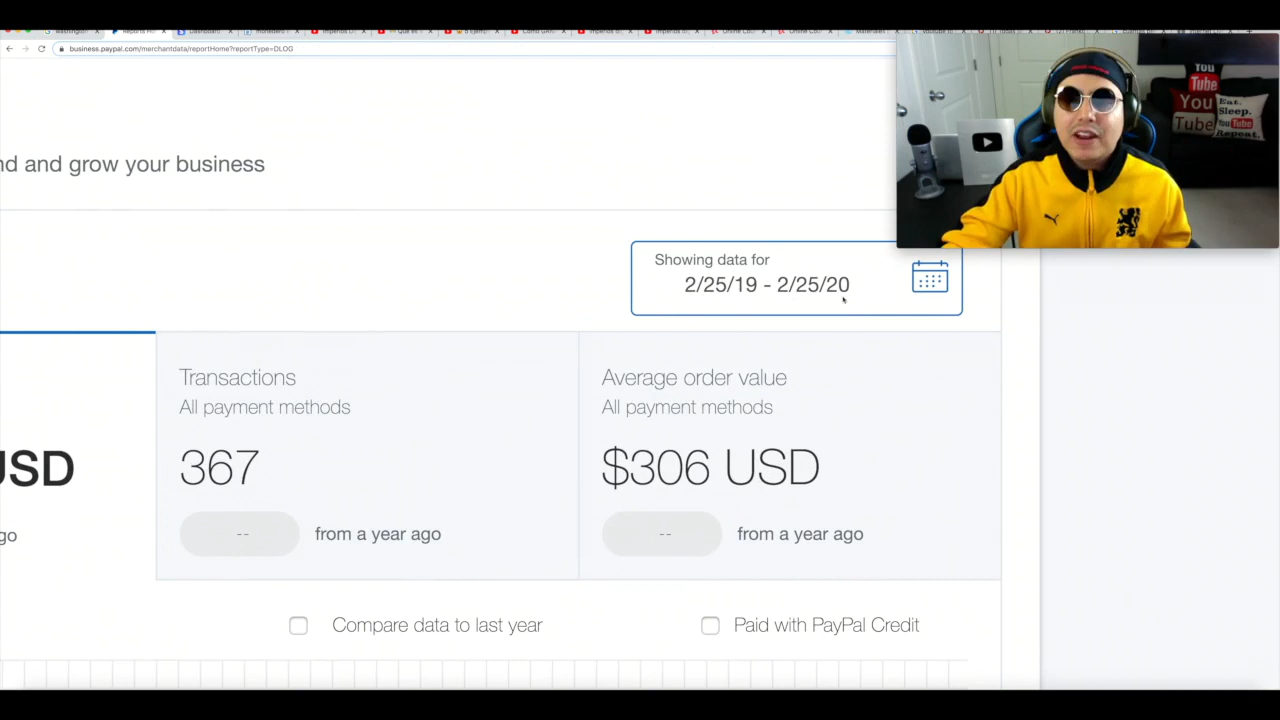 business.paypal.com/merchantdata/reportHome?reportType=DLOG
nd and grow your business
Showing data for
2/25/19 - 2/25/20
Transactions
All payment methods
367
-- from a year ago
Average order value
All payment methods
$306 USD
-- from a year ago
USD
go
Compare data to last year
Paid with PayPal Credit
You
Tube
You
Tube
Eat.
Sleep.
YouTube
Repeat.